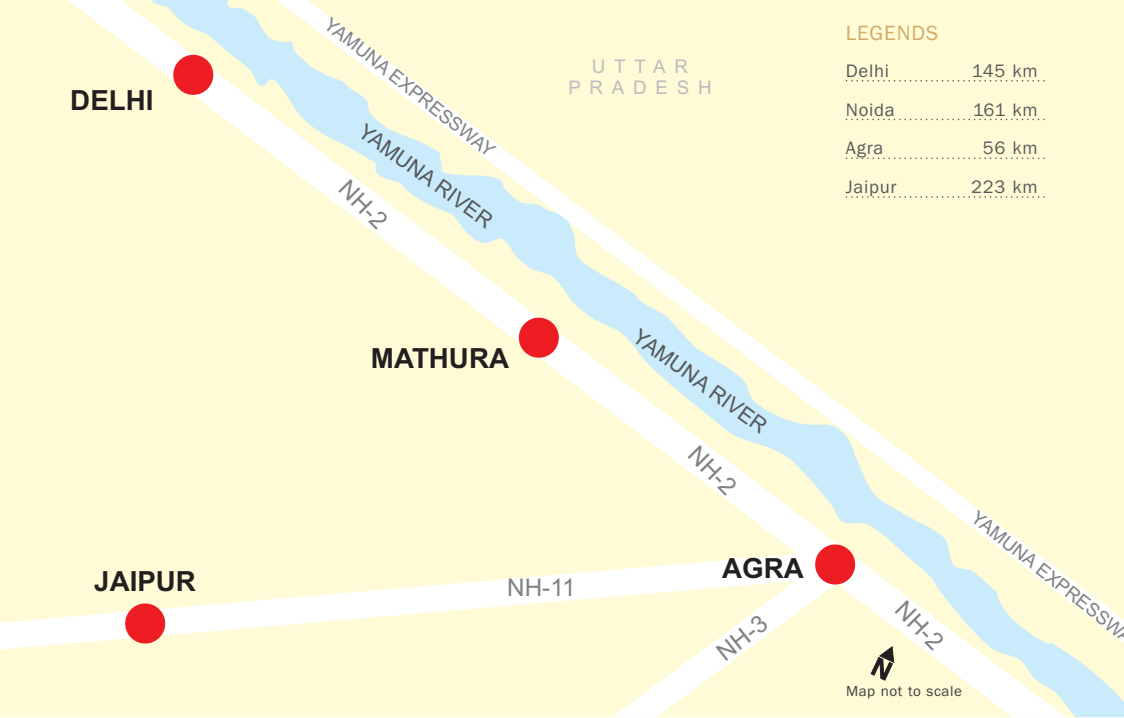 YAMUNA EXPRESSWAY
LEGENDS
UTTAR
PRADESH
Delhi 145 km
Noida 161 km
Agra 56 km
Jaipur 223 km
DELHI
YAMUNA RIVER
NH-2
MATHURA
YAMUNA RIVER
NH-2
YAMUNA EXPRESSWA
AGRA
JAIPUR
NH-11
NH-3
NH-2
N
Map not to scale